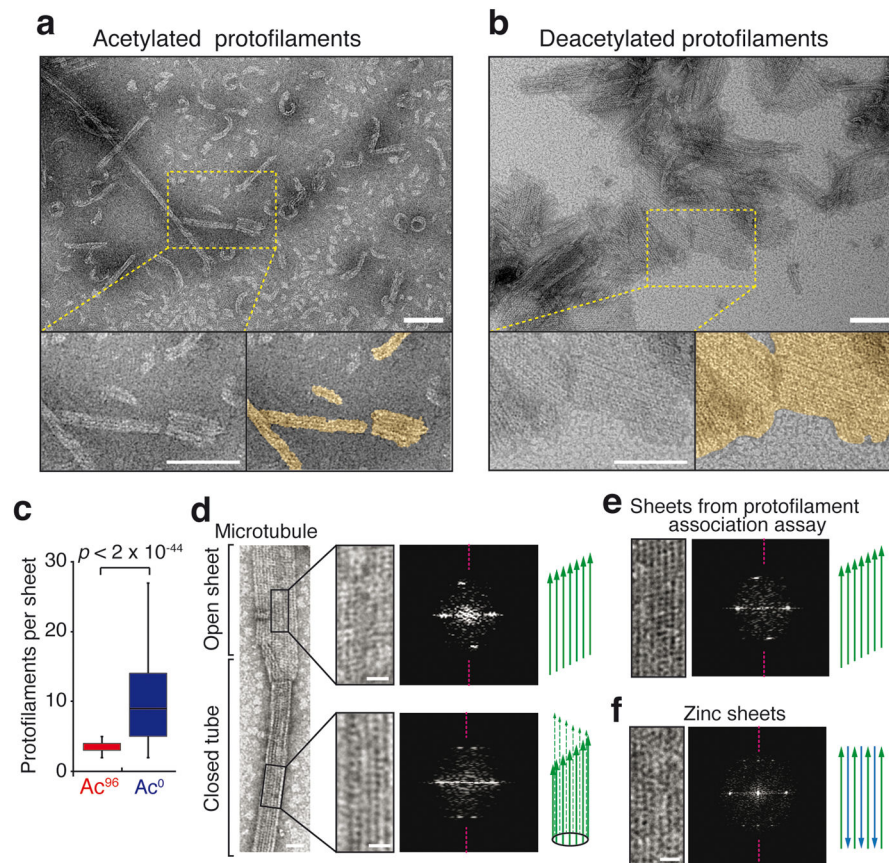 a
Acetylated protofilaments
b
Deacetylated protofilaments
c
Protofilaments per sheet
30
20
10
0
p < 2 x 10⁻⁴⁴
Ac⁹⁶
Ac⁰
d
Microtubule
Open sheet
Closed tube
e
Sheets from protofilament
association assay
f
Zinc sheets